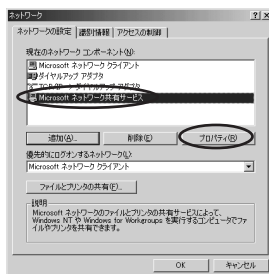 ネットワーク
ネットワークの設定 識別情報 アクセスの制御
現在のネットワーク コンポーネント(N):
Microsoft ネットワーク クライアント
ダイヤルアップ アダプタ
Microsoft ネットワーク共有サービス
追加(A)... 削除(E) プロパティ(R)
優先的にログオンするネットワーク(L):
Microsoft ネットワーク クライアント
ファイルとプリンタの共有(F)...
説明
Microsoft ネットワークのファイルとプリンタの共有サービスによって、
Windows NT や Windows for Workgroups を実行するコンピュータでファ
イルやプリンタを共有できます。
OK キャンセル